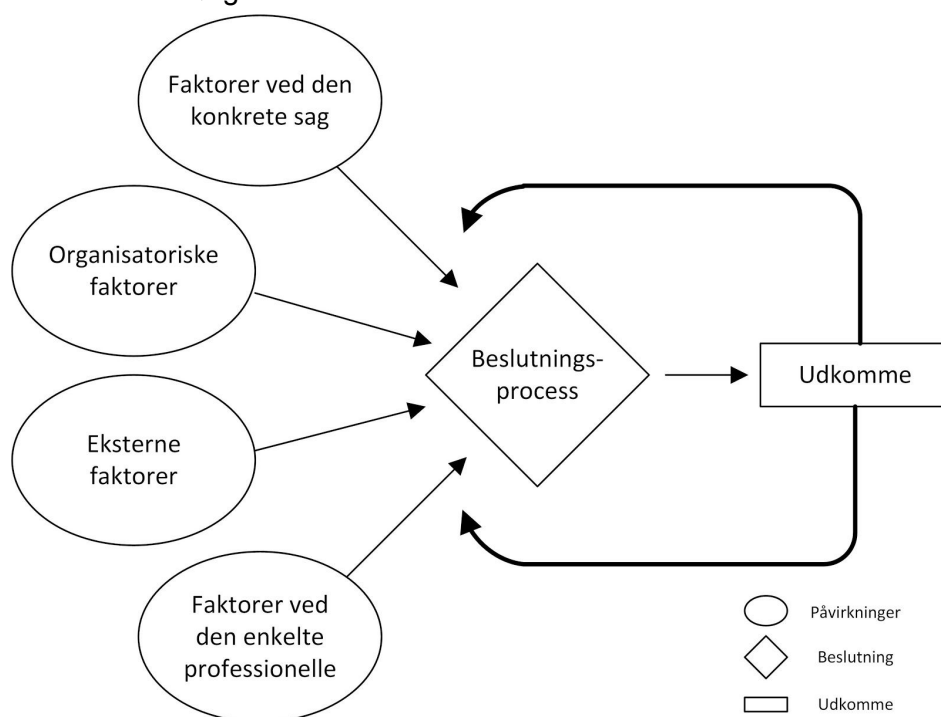 Faktorer ved den
konkrete sag
Organisatoriske
faktorer
Eksterne
faktorer
Faktorer ved
den enkelte
professionelle
Beslutnings-
process
Udkomme
Påvirkninger
Beslutning
Udkomme